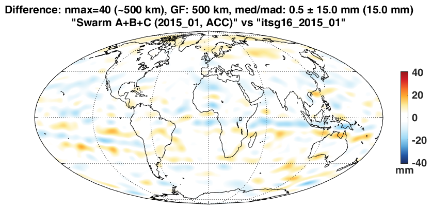 Difference: nmax=40 (~500 km), GF: 500 km, med/mad: 0.5 ± 15.0 mm (15.0 mm)
"Swarm A+B+C (2015_01, ACC)" vs "itsg16_2015_01"
40
20
0
-20
-40
mm